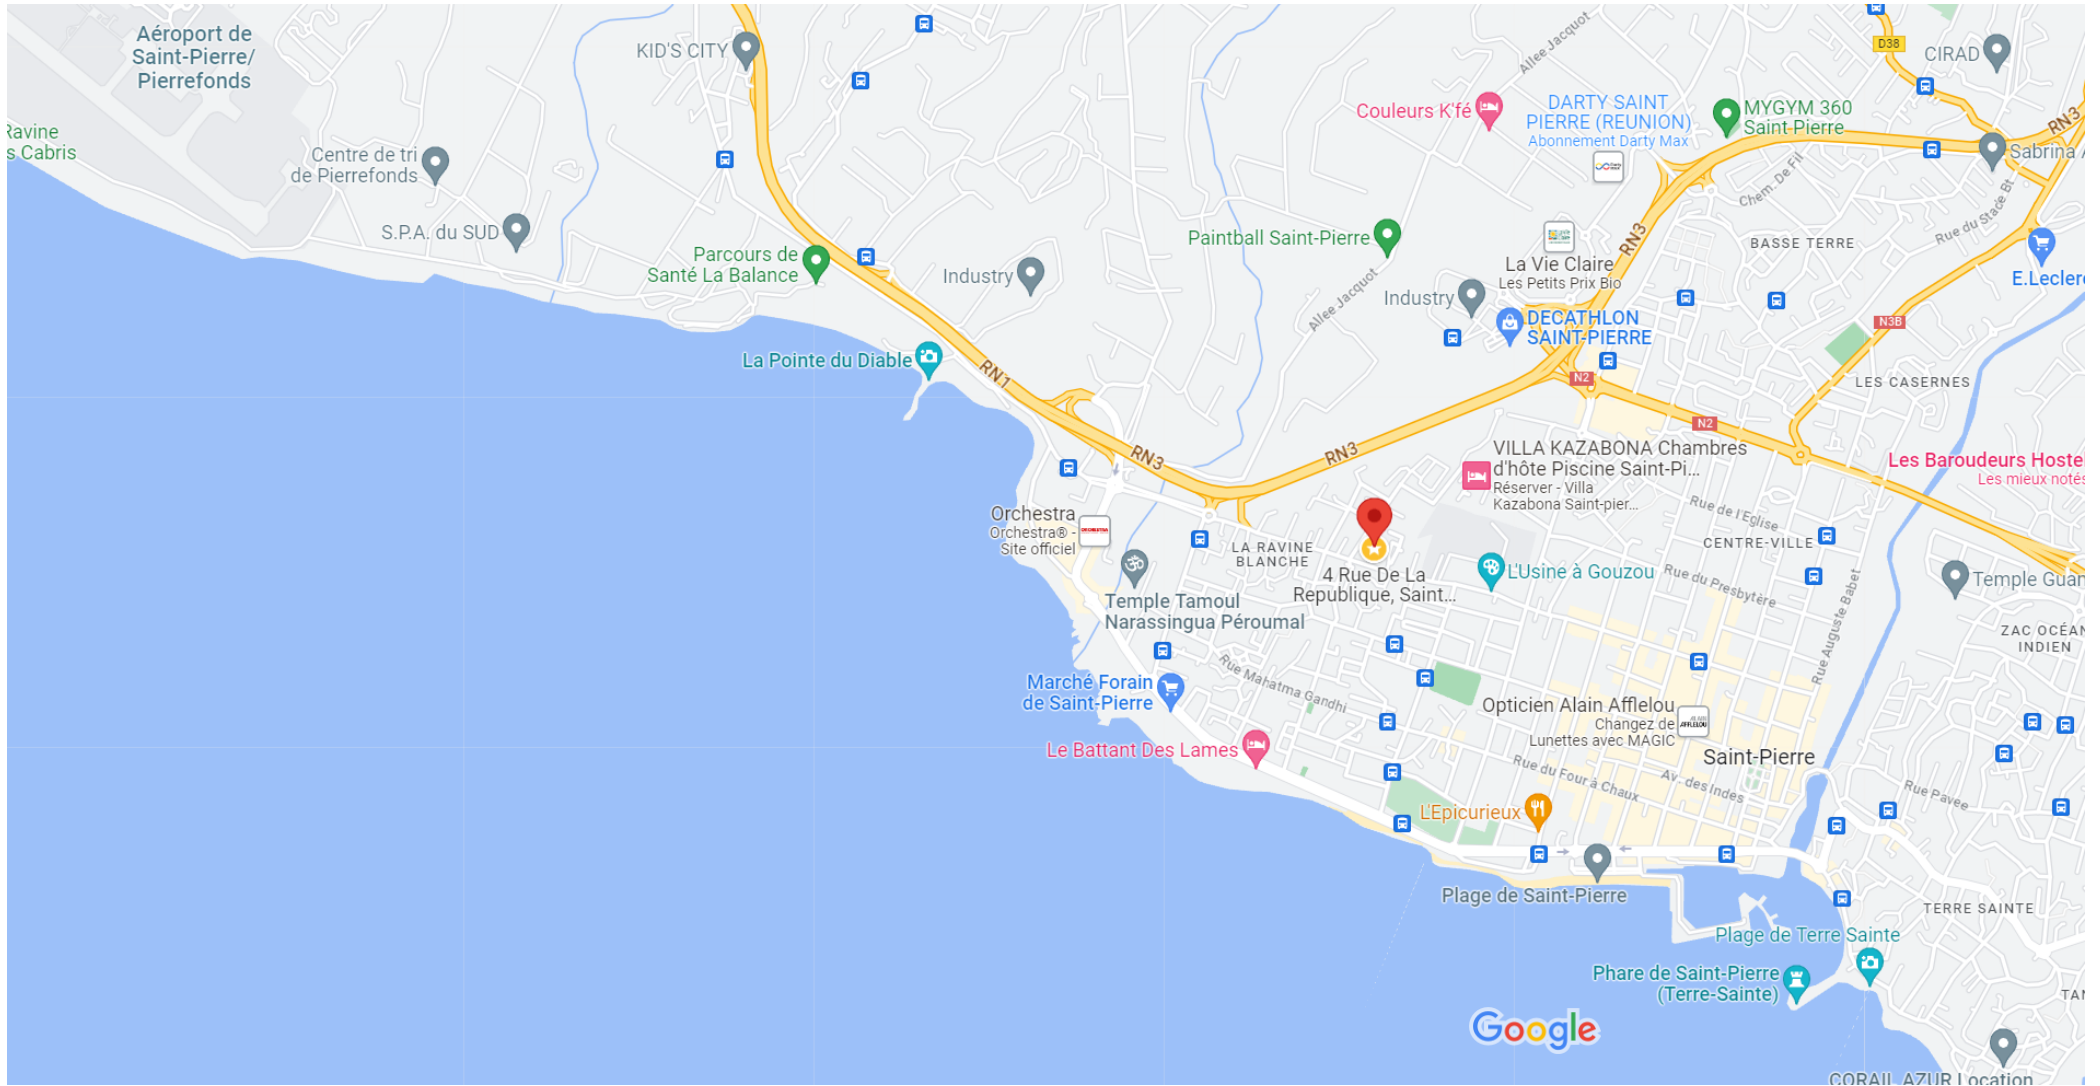 Aéroport de
Saint-Pierre/
Pierrefonds
KID'S CITY
D38
CIRAD
Allee Jacquot
Couleurs K'fé
DARTY SAINT
PIERRE (REUNION)
Abonnement Darty Max
MYGYM 360
Saint Pierre
RN3
Ravine
s Cabris
Centre de tri
de Pierrefonds
Sabrina A
Chem. De Fil
S.P.A. du SUD
Parcours de
Santé La Balance
Paintball Saint-Pierre
RN3
BASSE TERRE
Rue du Stade Bt
Industry
La Vie Claire
Les Petits Prix Bio
E.Leclerc
Industry
Allee Jacquot
DECATHLON
SAINT-PIERRE
N3B
La Pointe du Diable
RN1
N2
LES CASERNES
N2
RN3
RN3
VILLA KAZABONA Chambres
d'hôte Piscine Saint-Pi...
Réserver - Villa
Kazabona Saint-pier...
Les Baroudeurs Hostel
Les mieux notés
Orchestra
Orchestra® -
Site officiel
ORCHESTRA
Rue de l'Eglise
CENTRE-VILLE
LA RAVINE
BLANCHE
4 Rue De La
Republique, Saint...
L'Usine à Gouzou
Rue du Presbytère
Temple Guan
Temple Tamoul
Narassingua Péroumal
Rue Auguste Babet
ZAC OCÉAN
INDIEN
Rue Mahatma Gandhi
Marché Forain
de Saint-Pierre
Opticien Alain Afflelou
Changez de
Lunettes avec MAGIC
ALAIN
AFFLELOU
Le Battant Des Lames
Saint-Pierre
Rue du Four à Chaux
Av. des Indes
Rue Pavee
L'Epicurieux
Plage de Saint-Pierre
TERRE SAINTE
Plage de Terre Sainte
Phare de Saint-Pierre
(Terre-Sainte)
TAN
Google
CORAIL AZUR Location